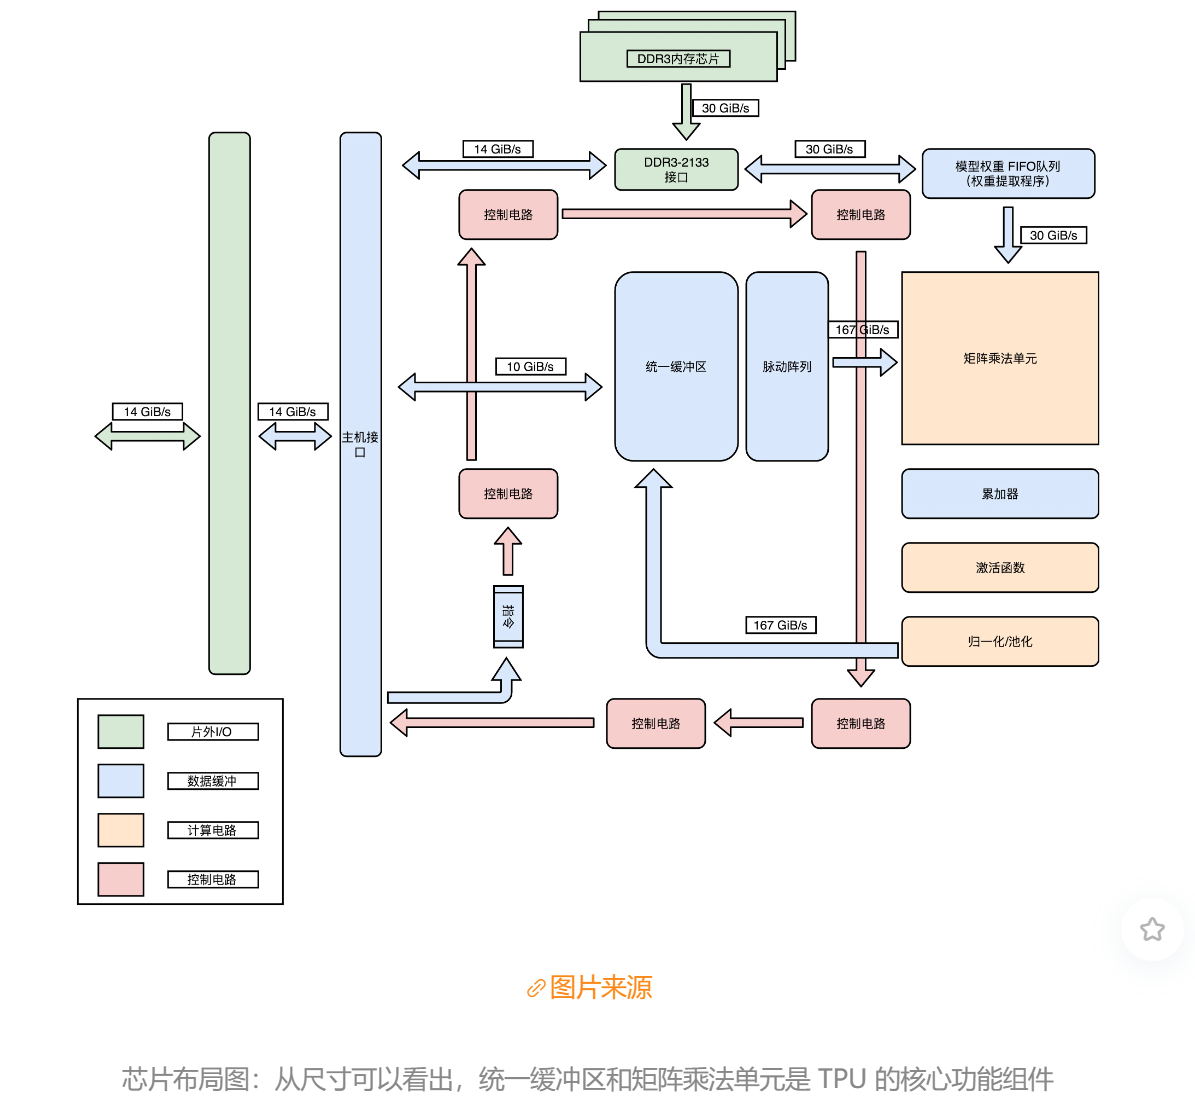 DDR3内存芯片
30 GiB/s
14 GiB/s
DDR3-2133
接口
30 GiB/s
模型权重 FIFO队列
（权重提取程序）
控制电路
控制电路
30 GiB/s
167 GiB/s
统一缓冲区
脉动阵列
矩阵乘法单元
10 GiB/s
14 GiB/s
14 GiB/s
主机接
口
控制电路
累加器
激活函数
指令
167 GiB/s
归一化/池化
控制电路
控制电路
片外I/O
数据缓冲
计算电路
控制电路
图片来源
芯片布局图：从尺寸可以看出，统一缓冲区和矩阵乘法单元是 TPU 的核心功能组件